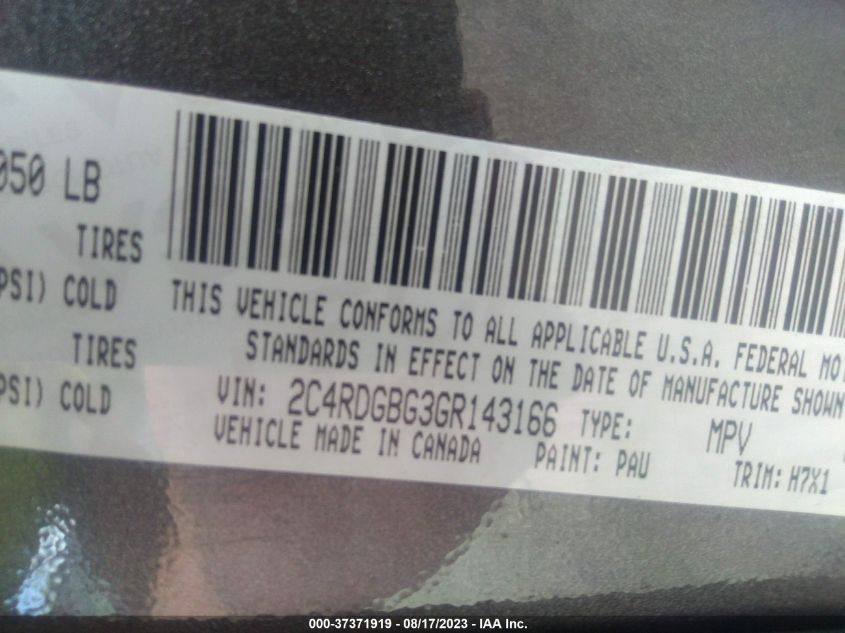 050 LB
TIRES
PSI) COLD
TIRES
PSI) COLD
THIS VEHICLE CONFORMS TO ALL APPLICABLE U.S.A. FEDERAL MOT
STANDARDS IN EFFECT ON THE DATE OF MANUFACTURE SHOWN
VIN: 2C4RDGBG3GR143166 TYPE: MPV
VEHICLE MADE IN CANADA PAINT: PAU TRIM: H7X1
000-37371919 - 08/17/2023 - IAA Inc.